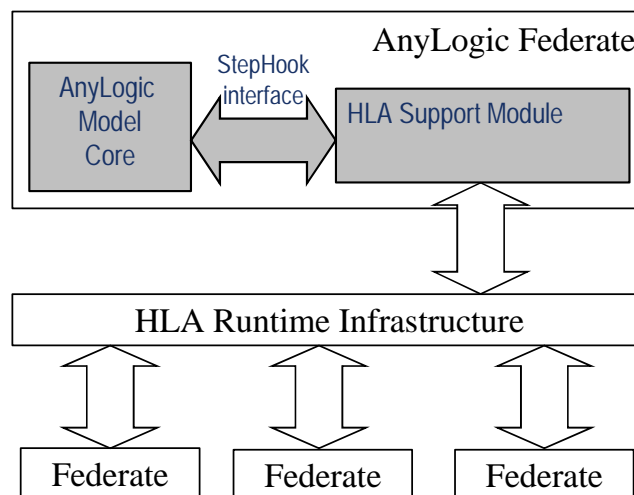 AnyLogic Federate
StepHook
interface
AnyLogic
Model
Core
HLA Support Module
HLA Runtime Infrastructure
Federate
Federate
Federate